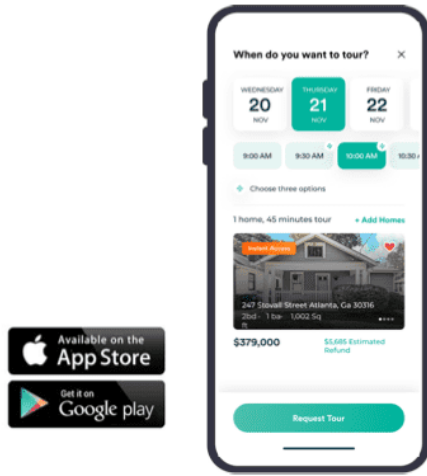 When do you want to tour? ×
WEDNESDAY THURSDAY FRIDAY
20 21 22
NOV NOV NOV
9:00 AM 9:30 AM 10:00 AM 10:30
Choose three options
1 home, 45 minutes tour + Add Homes
Instant Access
247 Stovall Street Atlanta, Ga 30316
2bd - 1 ba- 1,002 Sq
ft
$379,000 $5,685 Estimated
Refund
Request Tour
Available on the
App Store
Get it on
Google play